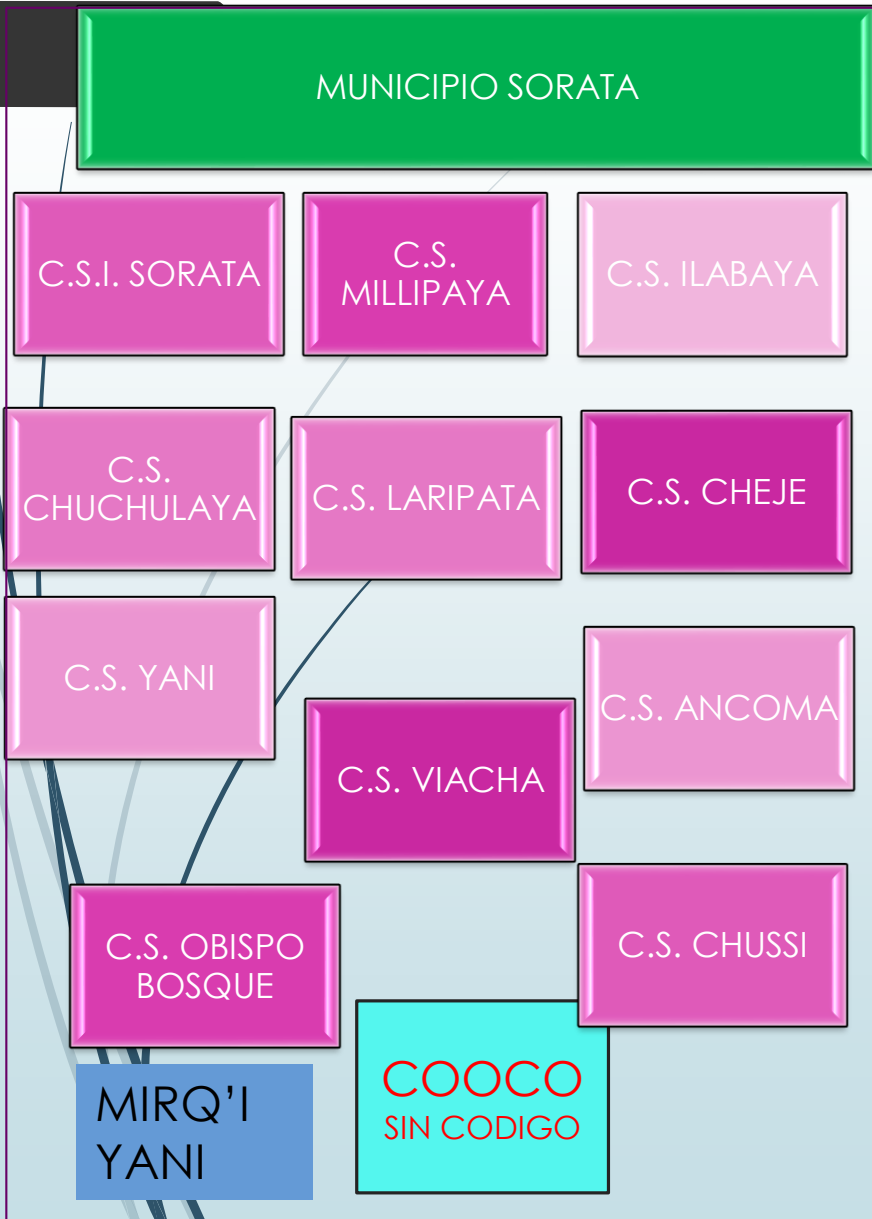 MUNICIPIO SORATA
C.S.I. SORATA
C.S.
MILLIPAYA
C.S. ILABAYA
C.S.
CHUCHULAYA
C.S. LARIPATA
C.S. CHEJE
C.S. YANI
C.S. ANCOMA
C.S. VIACHA
C.S. OBISPO
BOSQUE
C.S. CHUSSI
MIRQ'I
YANI
COOCO
SIN CODIGO